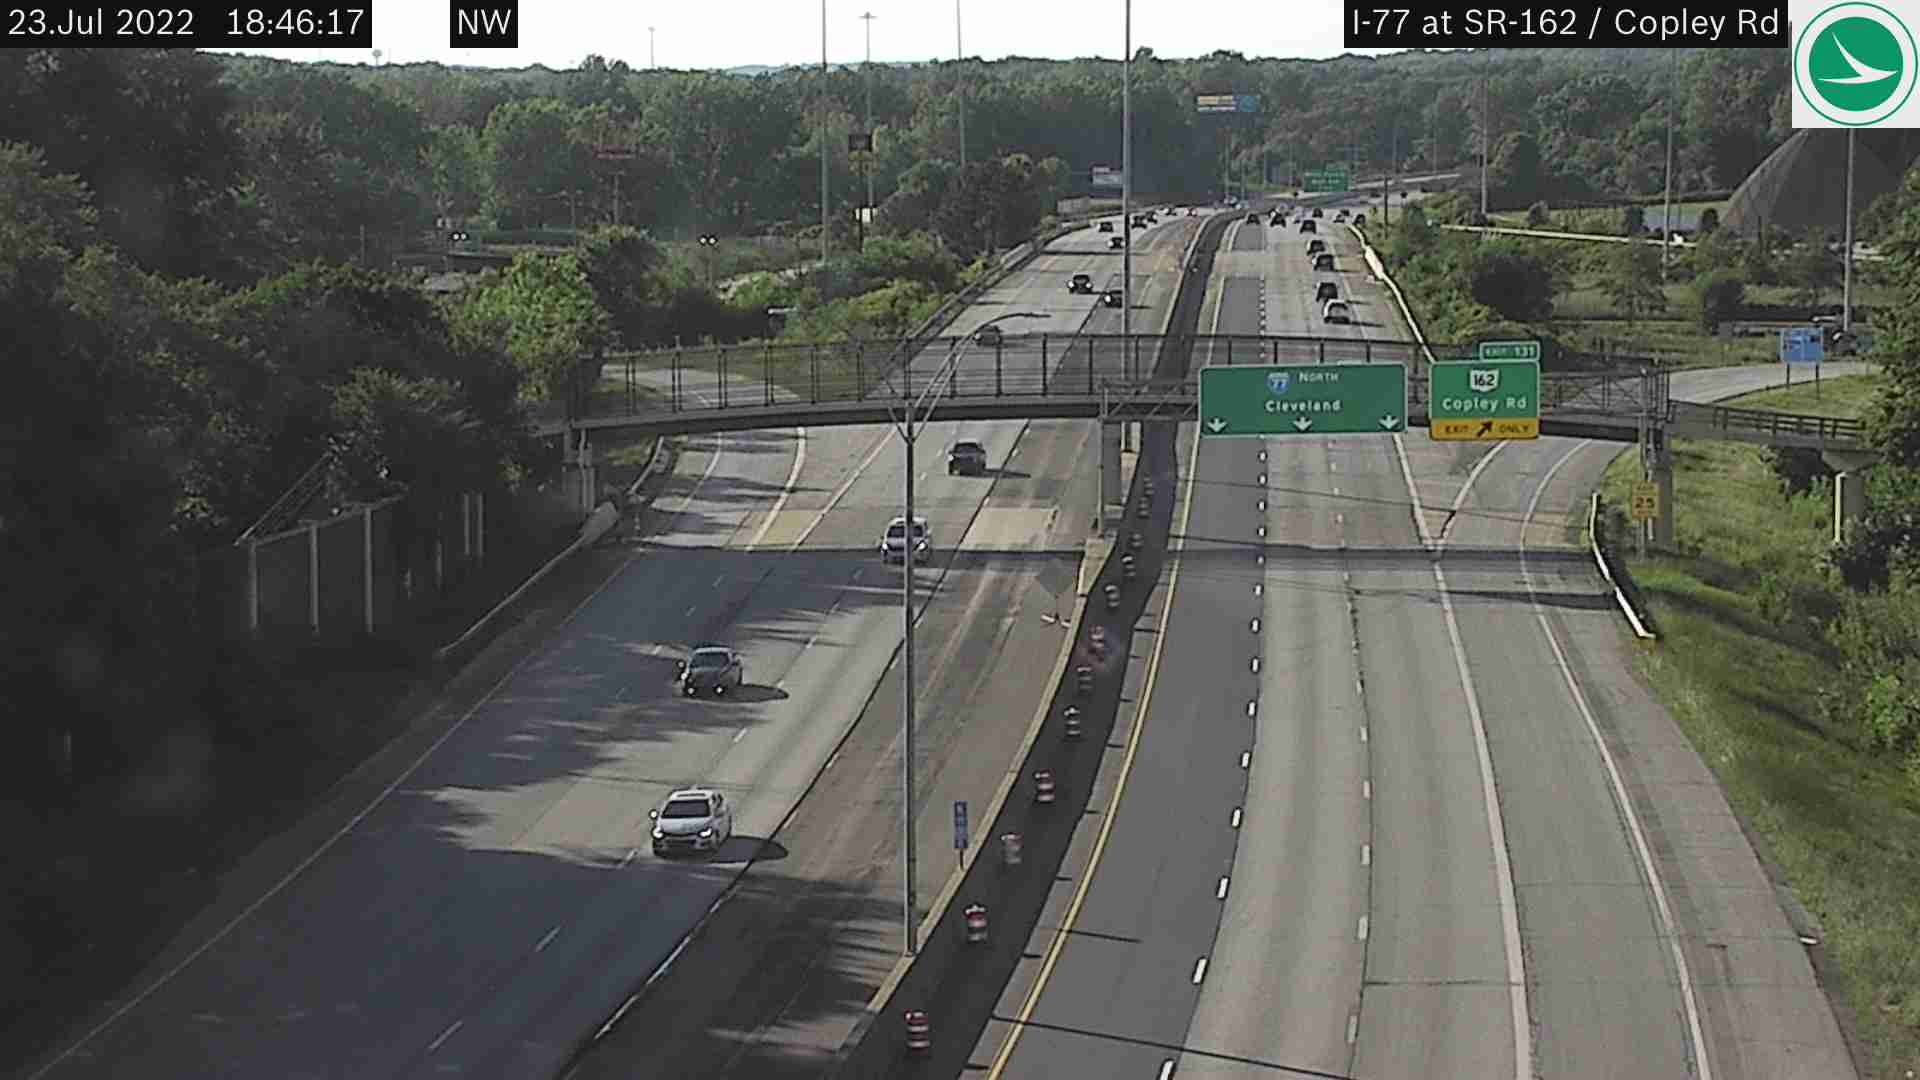 23.Jul 2022 18:46:17
NW
I-77 at SR-162 / Copley Rd
EXIT 131
77 NORTH
Cleveland
162
Copley Rd
EXIT ONLY
25